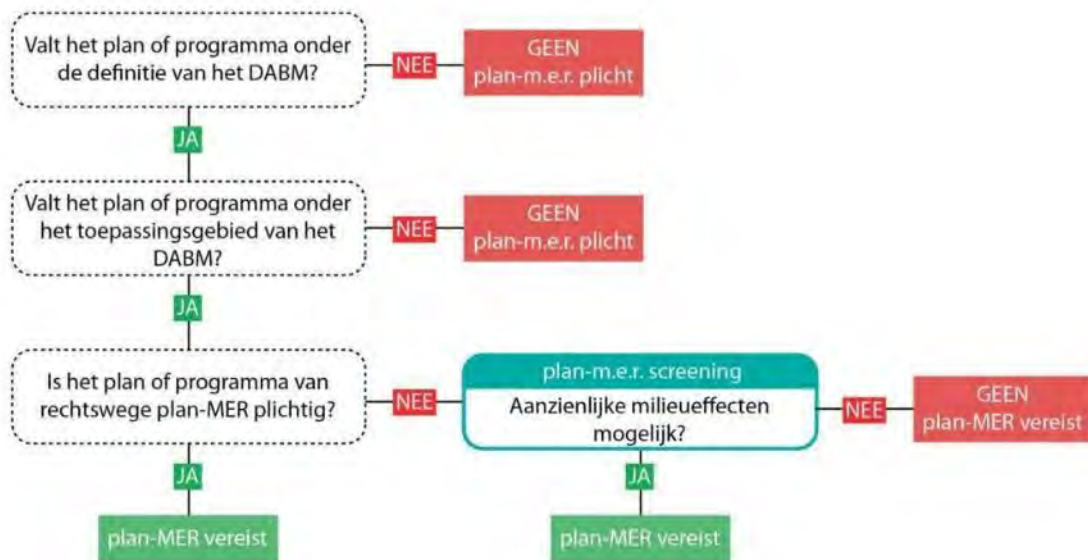 Valt het plan of programma onder
de definitie van het DABM?
NEE
GEEN
plan-m.e.r. plicht
JA
Valt het plan of programma onder
het toepassingsgebied van het
DABM?
NEE
GEEN
plan-m.e.r. plicht
JA
Is het plan of programma van
rechtswege plan-MER plichtig?
NEE
plan-m.e.r. screening
Aanzienlijke milieueffecten
mogelijk?
NEE
GEEN
plan-MER vereist
JA
JA
plan-MER vereist
plan-MER vereist